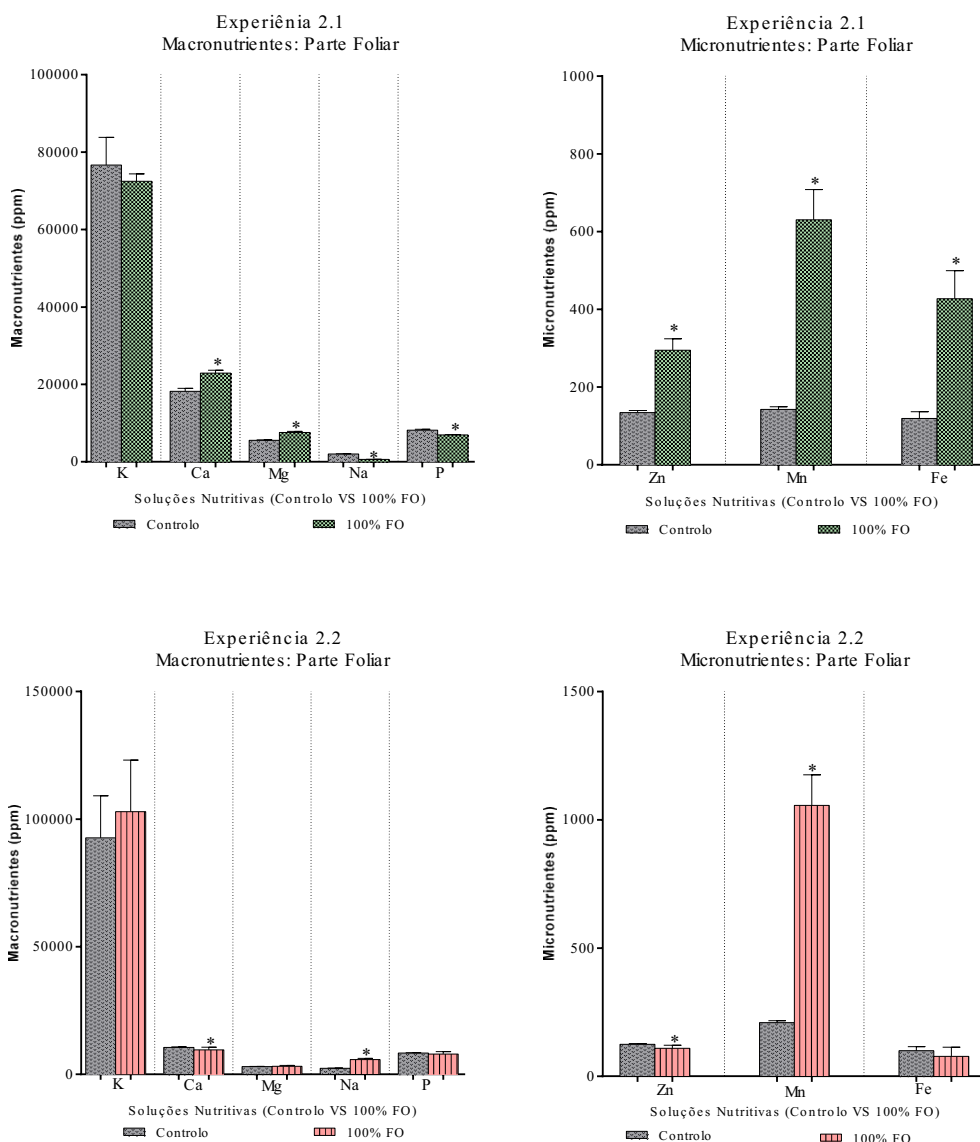 Experiênia 2.1
Macronutrientes: Parte Foliar
Macronutrientes (ppm)
100000
80000
60000
40000
20000
0
*
*
*
*
K Ca Mg Na P
Soluções Nutritivas (Controlo VS 100% FO)
Controlo 100% FO
Experiência 2.1
Micronutrientes: Parte Foliar
Micronutrientes (ppm)
1000
800
600
400
200
0
*
*
*
Zn Mn Fe
Soluções Nutritivas (Controlo VS 100% FO)
Controlo 100% FO
Experiência 2.2
Macronutrientes: Parte Foliar
Macronutrientes (ppm)
150000
100000
50000
0
*
*
K Ca Mg Na P
Soluções Nutritivas (Controlo VS 100% FO)
Controlo 100% FO
Experiência 2.2
Micronutrientes: Parte Foliar
Micronutrientes (ppm)
1500
1000
500
0
*
*
Zn Mn Fe
Soluções Nutritivas (Controlo VS 100% FO)
Controlo 100% FO